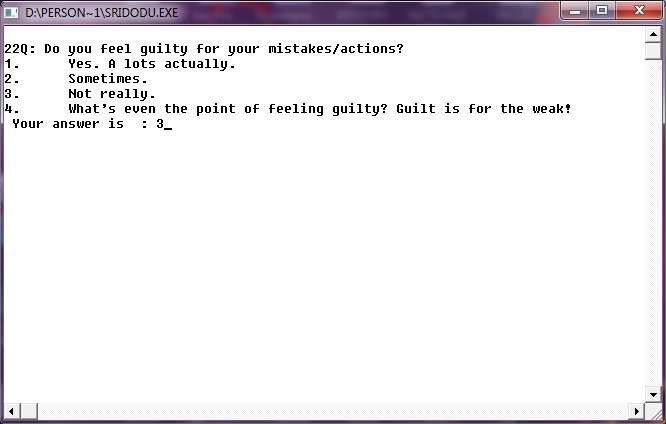 D:\PERSON~1\SRIDODU.EXE
22Q: Do you feel guilty for your mistakes/actions?
1. Yes. A lots actually.
2. Sometimes.
3. Not really.
4. What's even the point of feeling guilty? Guilt is for the weak!
Your answer is : 3_